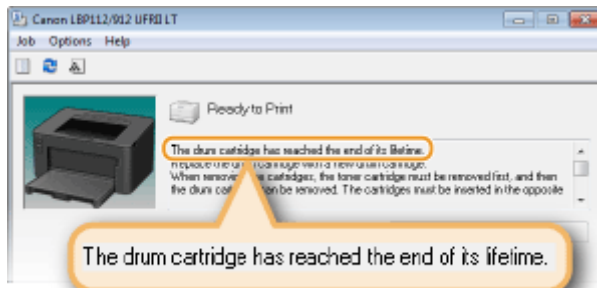 Canon LBP112/912 UFRII LT
Job Options Help
Ready to Print
The drum cartridge has reached the end of its lifetime.
Replace the drum cartridge with a new drum cartridge.
When removing the cartridges, the toner cartridge must be removed first, and then
the drum cartridge can be removed. The cartridges must be inserted in the opposite
The drum cartridge has reached the end of its lifetime.